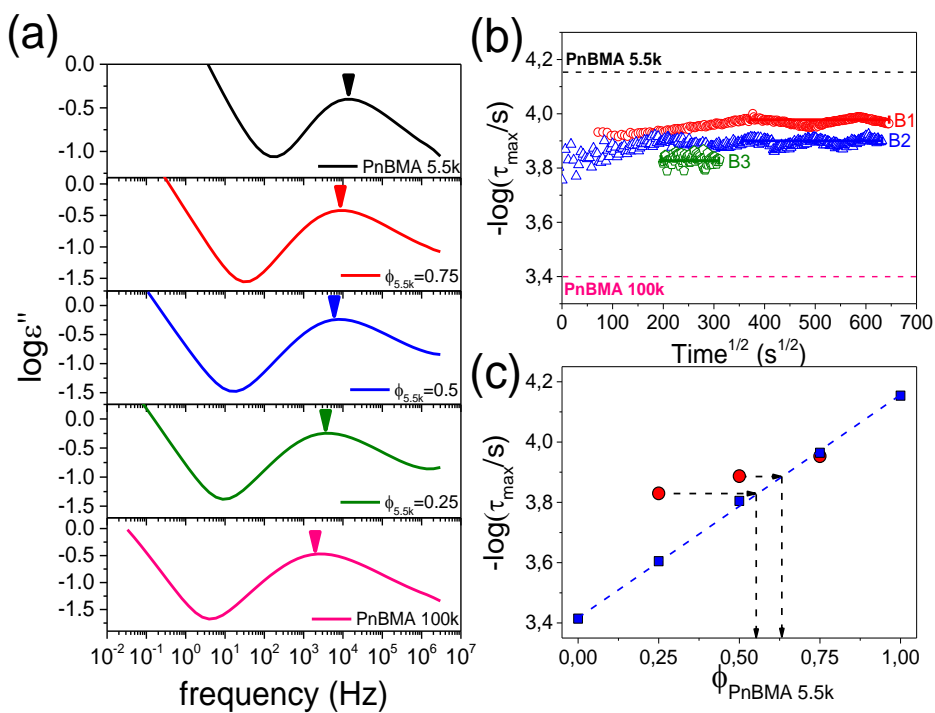 (a)
0.0
-0.5
-1.0
PnBMA 5.5k
0.0
-0.5
-1.0
-1.5
ϕ5.5k=0.75
0.0
-0.5
-1.0
-1.5
ϕ5.5k=0.5
0.0
-0.5
-1.0
-1.5
ϕ5.5k=0.25
0.0
-0.5
-1.0
-1.5
PnBMA 100k
10⁻² 10⁻¹ 10⁰ 10¹ 10² 10³ 10⁴ 10⁵ 10⁶ 10⁷
frequency (Hz)
logε''
(b)
4,2
4,0
3,8
3,6
3,4
-log(τmax/s)
PnBMA 5.5k
B1
B2
B3
PnBMA 100k
0 100 200 300 400 500 600 700
Time1/2 (s1/2)
(c)
4,2
4,0
3,8
3,6
3,4
-log(τmax/s)
0,00 0,25 0,50 0,75 1,00
ϕPnBMA 5.5k